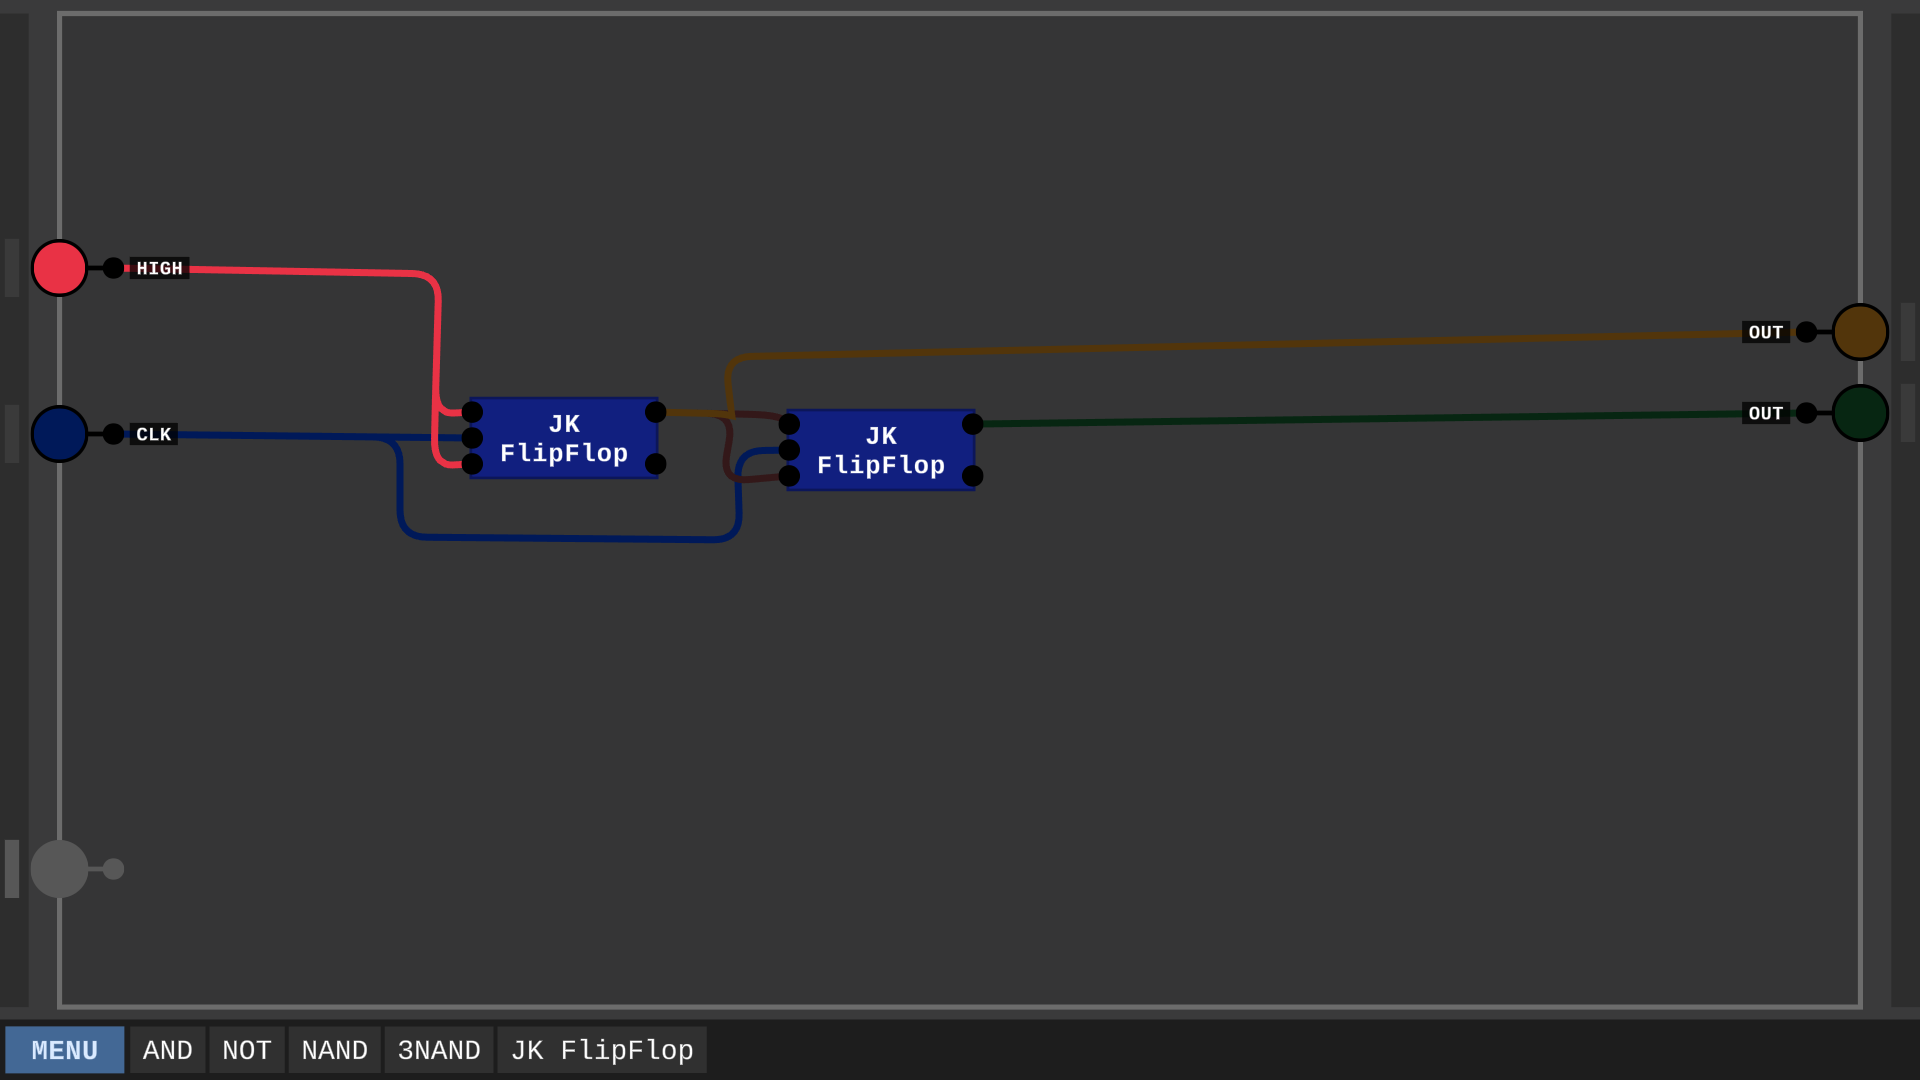 HIGH
OUT
OUT
CLK
JK
FlipFlop
JK
FlipFlop
MENU AND NOT NAND 3NAND JK FlipFlop